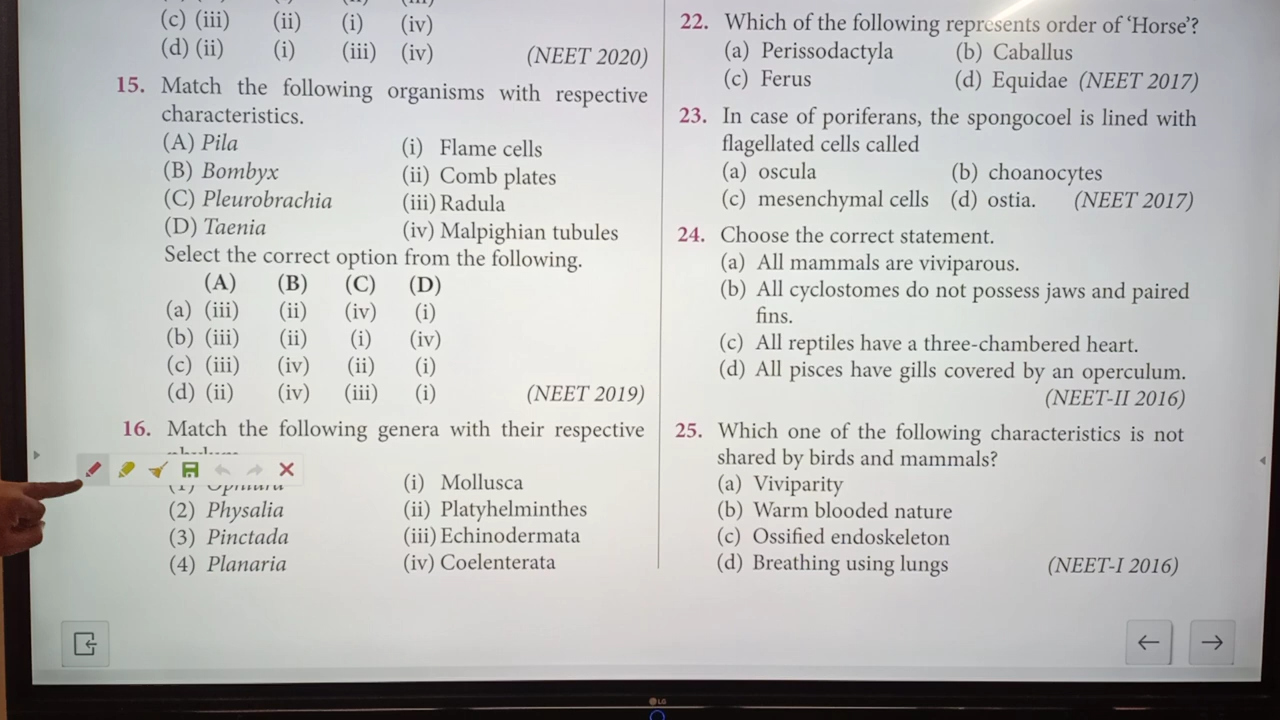 (c) (iii) (ii) (i) (iv)
(d) (ii) (i) (iii) (iv) (NEET 2020)
15. Match the following organisms with respective
characteristics.
(A) Pila (i) Flame cells
(B) Bombyx (ii) Comb plates
(C) Pleurobrachia (iii) Radula
(D) Taenia (iv) Malpighian tubules
Select the correct option from the following.
(A) (B) (C) (D)
(a) (iii) (ii) (iv) (i)
(b) (iii) (ii) (i) (iv)
(c) (iii) (iv) (ii) (i)
(d) (ii) (iv) (iii) (i) (NEET 2019)
16. Match the following genera with their respective
(i) Mollusca
(2) Physalia (ii) Platyhelminthes
(3) Pinctada (iii) Echinodermata
(4) Planaria (iv) Coelenterata
22. Which of the following represents order of ‘Horse’?
(a) Perissodactyla (b) Caballus
(c) Ferus (d) Equidae (NEET 2017)
23. In case of poriferans, the spongocoel is lined with
flagellated cells called
(a) oscula (b) choanocytes
(c) mesenchymal cells (d) ostia. (NEET 2017)
24. Choose the correct statement.
(a) All mammals are viviparous.
(b) All cyclostomes do not possess jaws and paired
fins.
(c) All reptiles have a three-chambered heart.
(d) All pisces have gills covered by an operculum.
(NEET-II 2016)
25. Which one of the following characteristics is not
shared by birds and mammals?
(a) Viviparity
(b) Warm blooded nature
(c) Ossified endoskeleton
(d) Breathing using lungs (NEET-I 2016)
LG